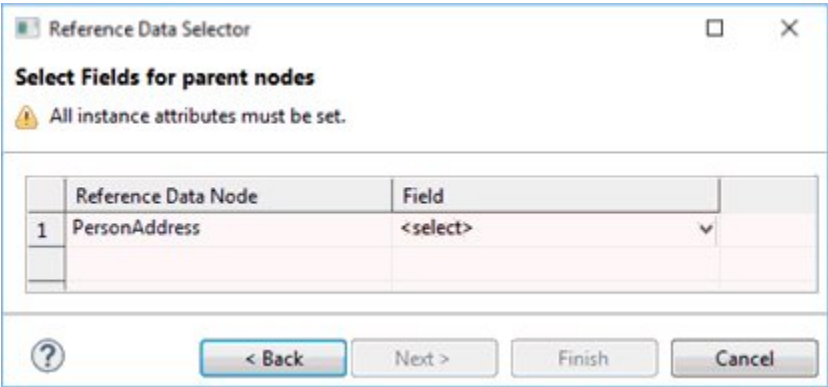 Reference Data Selector
Select Fields for parent nodes
All instance attributes must be set.
Reference Data Node Field
1 PersonAddress <select>
? < Back Next > Finish Cancel